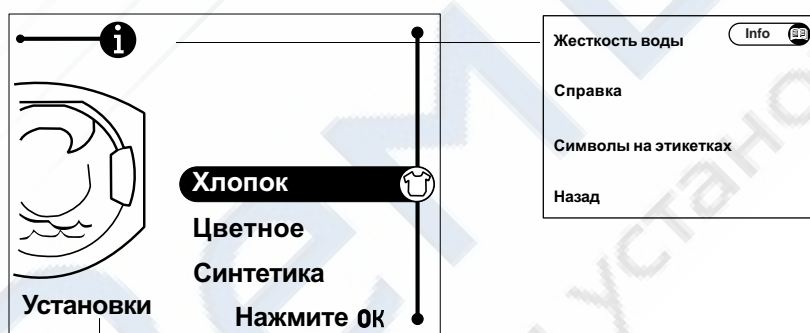 Хлопок
Цветное
Синтетика
Установки
Нажмите OK
Жесткость воды
Info
Справка
Символы на этикетках
Назад